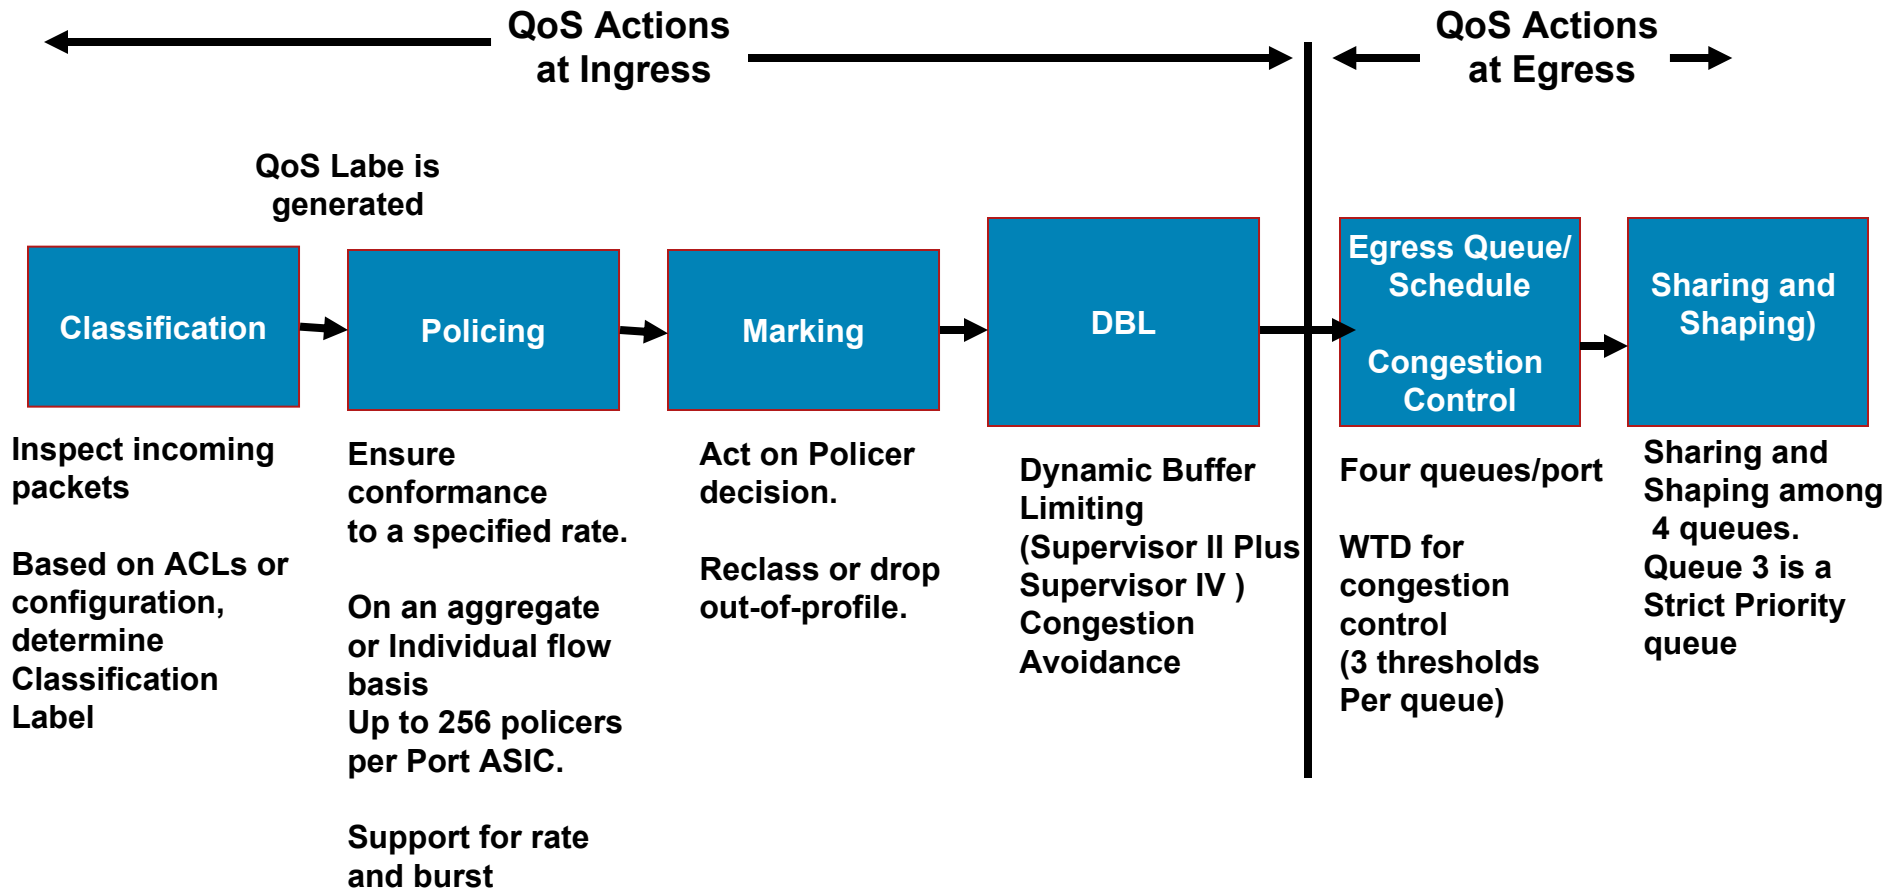 QoS Actions
at Ingress
QoS Actions
at Egress
QoS Labe is
generated
Classification
Policing
Marking
DBL
Egress Queue/
Schedule
Congestion
Control
Sharing and
Shaping)
Inspect incoming
packets
Based on ACLs or
configuration,
determine
Classification
Label
Ensure
conformance
to a specified rate.
On an aggregate
or Individual flow
basis
Up to 256 policers
per Port ASIC.
Support for rate
and burst
Act on Policer
decision.
Reclass or drop
out-of-profile.
Dynamic Buffer
Limiting
(Supervisor II Plus
Supervisor IV )
Congestion
Avoidance
Four queues/port
WTD for
congestion
control
(3 thresholds
Per queue)
Sharing and
Shaping among
4 queues.
Queue 3 is a
Strict Priority
queue